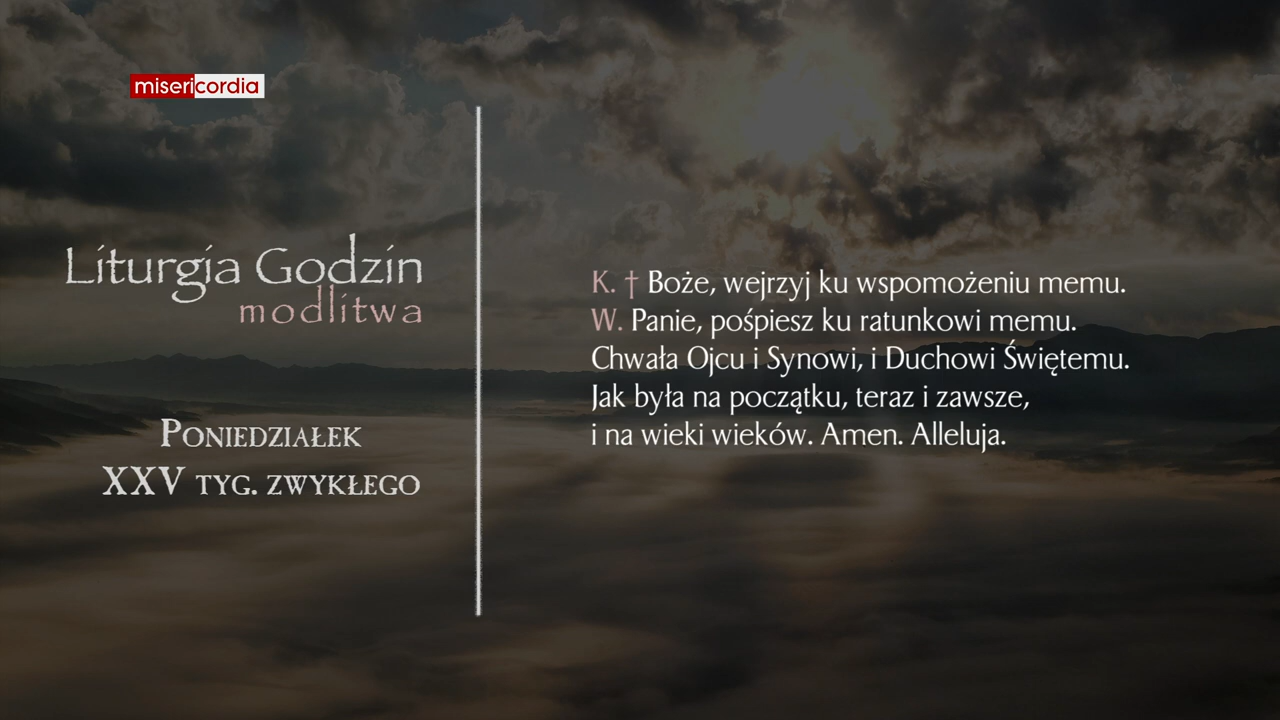 misericordia
Liturgia Godzin
modlitwa
Poniedziałek
XXV tyg. zwykłego
K. † Boże, wejrzyj ku wspomożeniu memu.
W. Panie, pośpiesz ku ratunkowi memu.
Chwała Ojcu i Synowi, i Duchowi Świętemu.
Jak była na początku, teraz i zawsze,
i na wieki wieków. Amen. Alleluja.